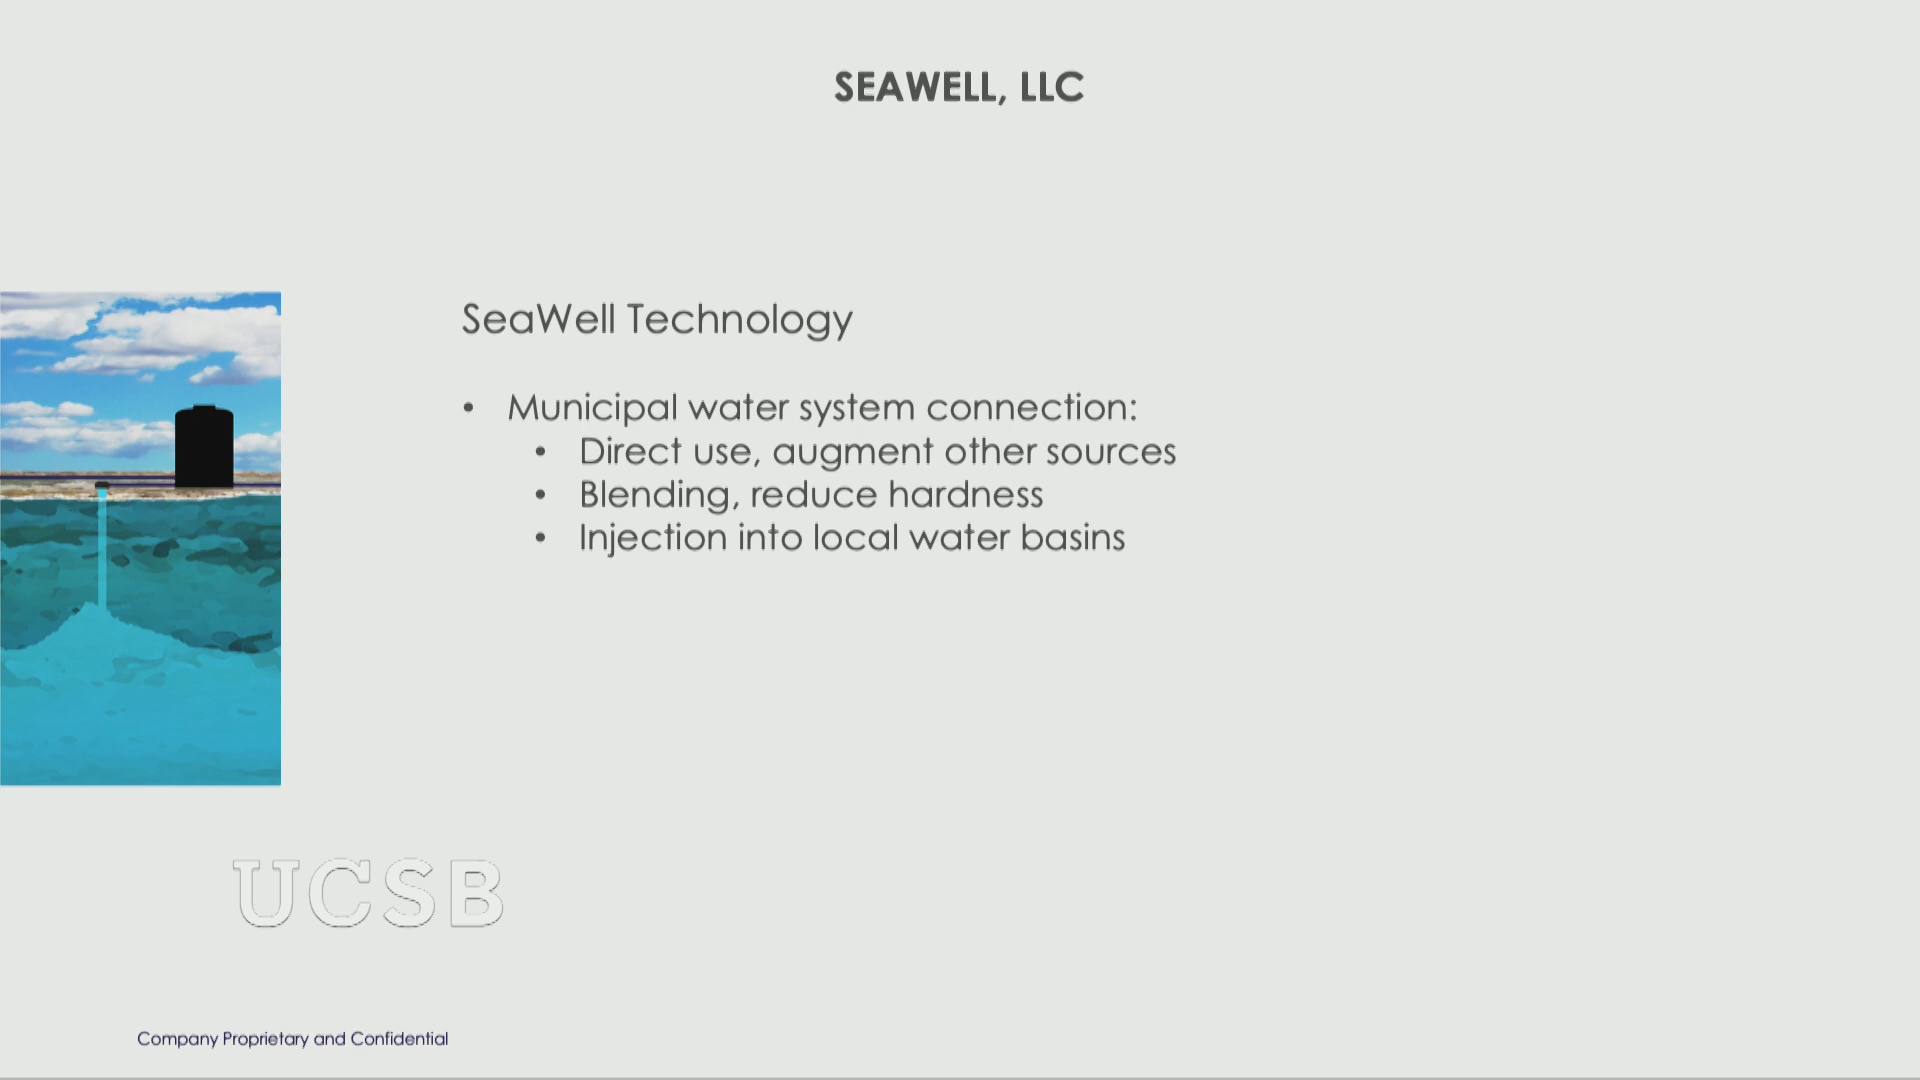 SEAWELL, LLC
SeaWell Technology
• Municipal water system connection:
• Direct use, augment other sources
• Blending, reduce hardness
• Injection into local water basins
UCSB
Company Proprietary and Confidential